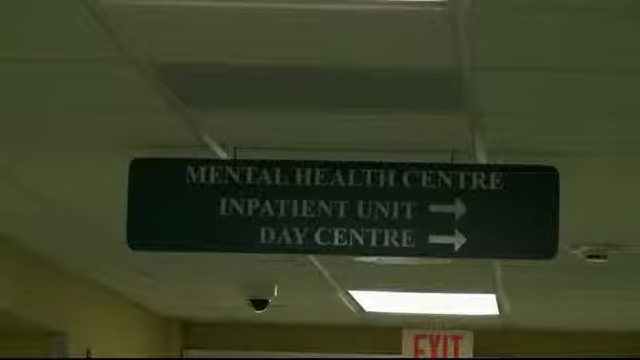 MENTAL HEALTH CENTRE
INPATIENT UNIT →
DAY CENTRE →
EXIT